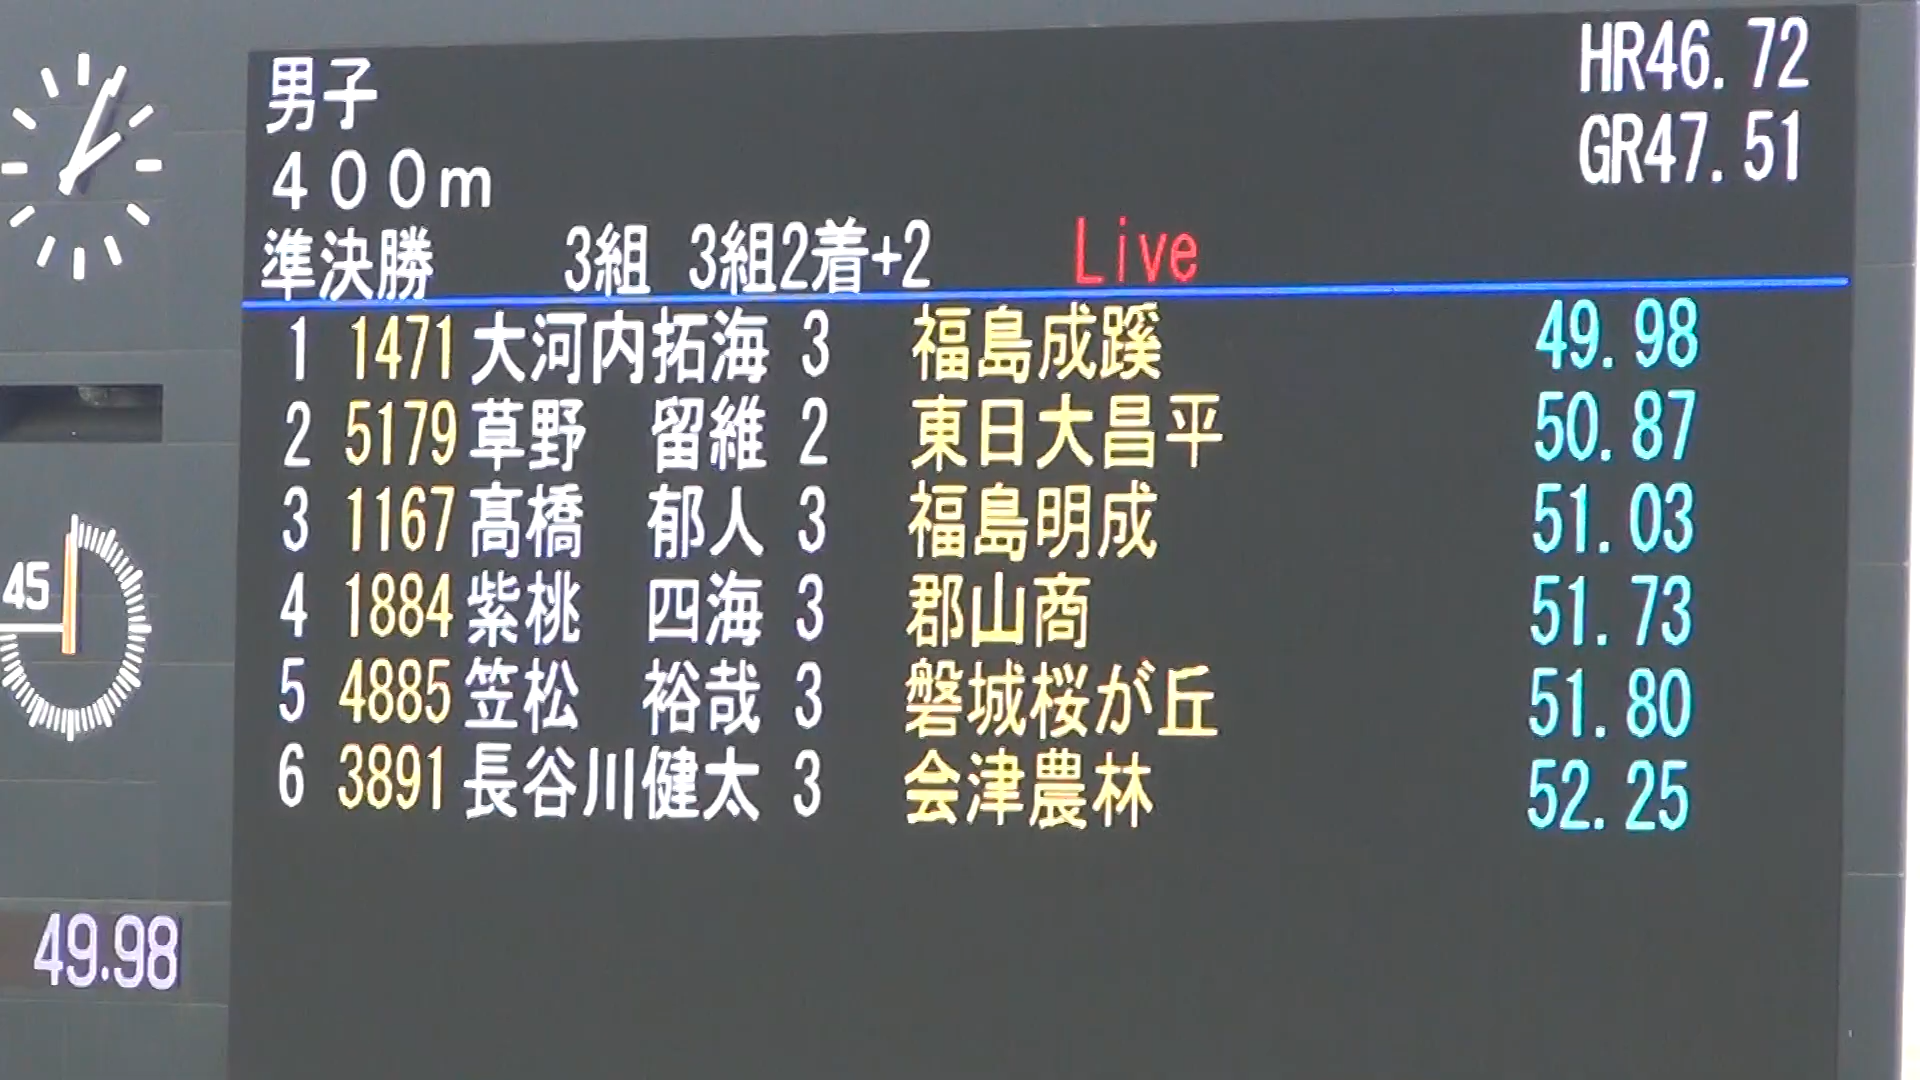 男子
400m
HR46.72
GR47.51
準決勝 3組 3組2着+2 Live
1 1471 大河内拓海 3 福島成蹊 49.98
2 5179 草野 留維 2 東日大昌平 50.87
3 1167 髙橋 郁人 3 福島明成 51.03
4 1884 紫桃 四海 3 郡山商 51.73
5 4885 笠松 裕哉 3 磐城桜が丘 51.80
6 3891 長谷川健太 3 会津農林 52.25
45
49.98